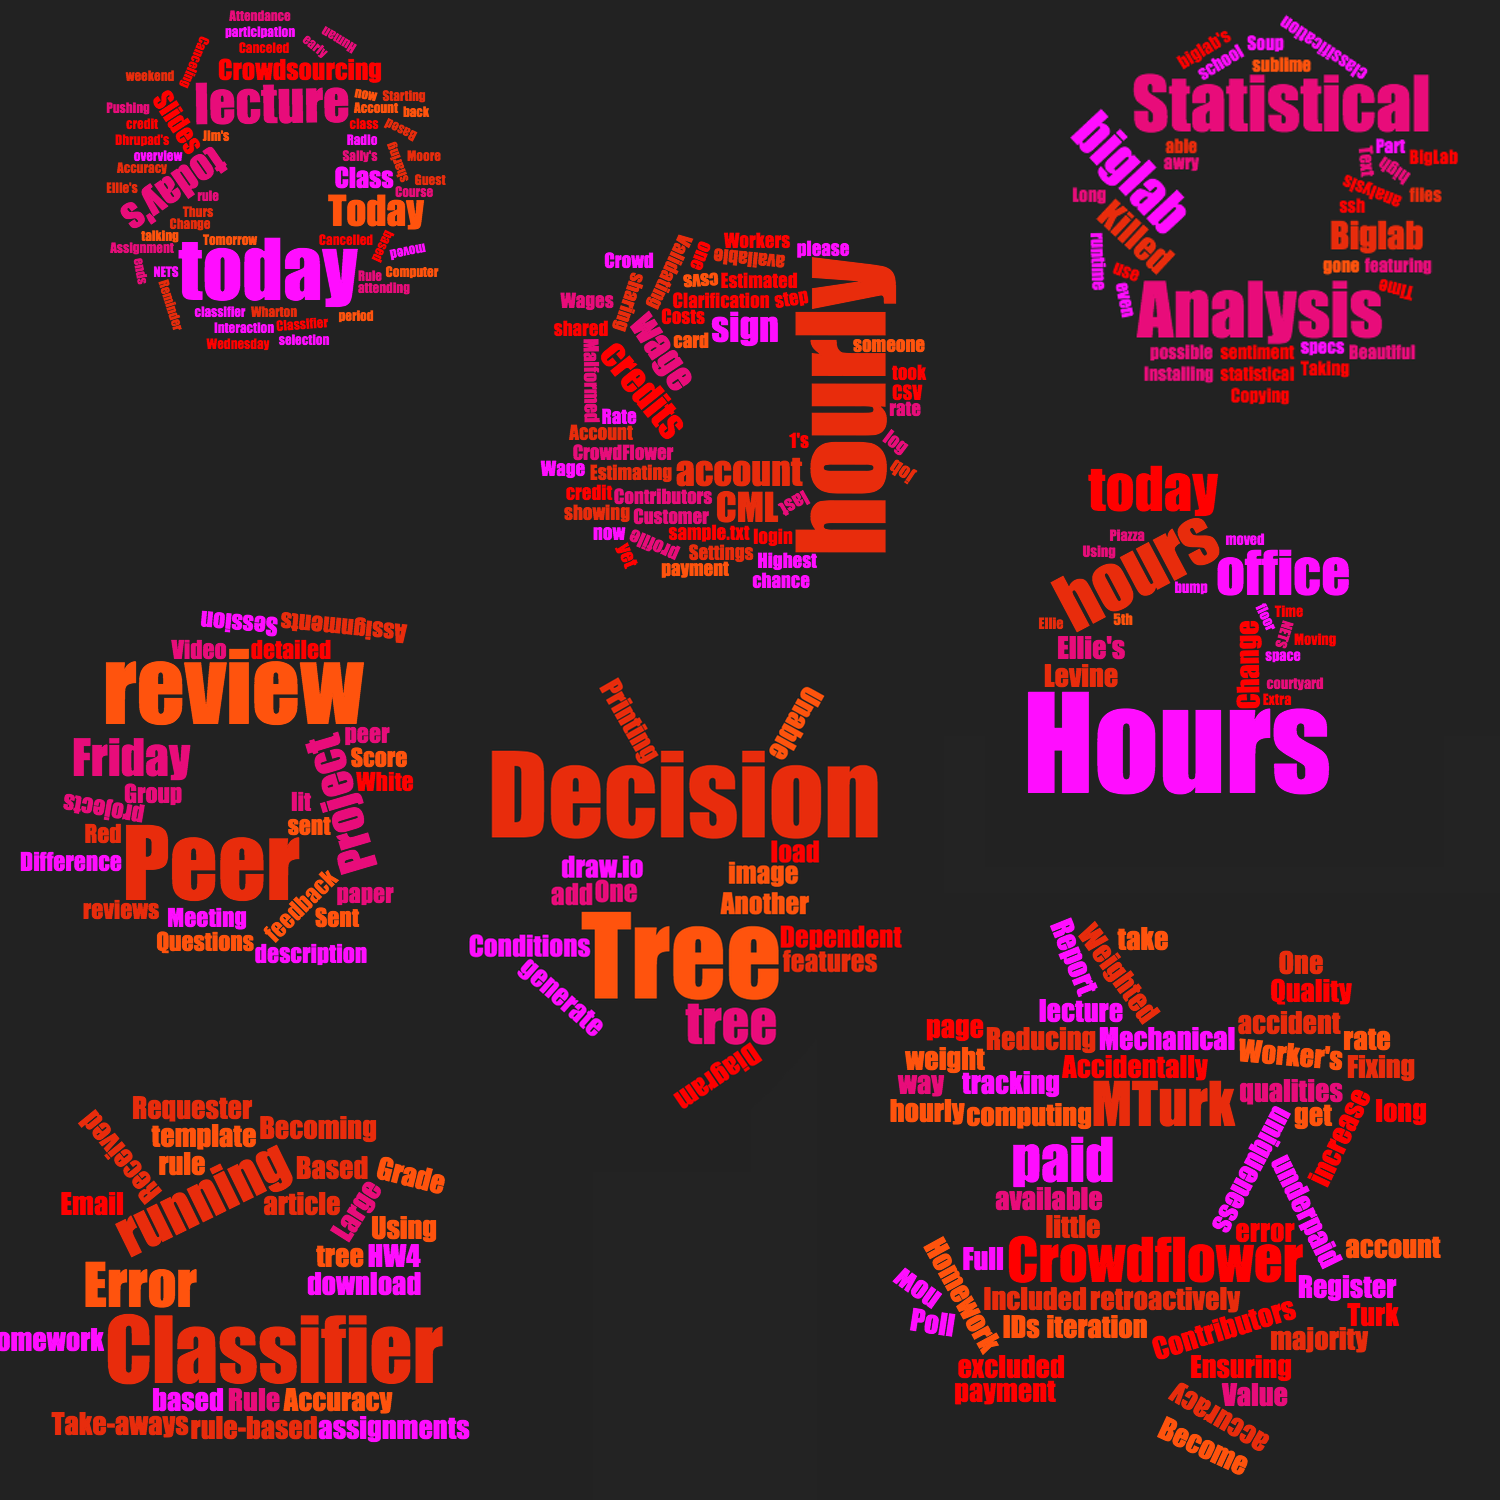 Attendance
participation
Canceled
early
Human
Canceling
Crowdsourcing
weekend
lecture
now
Starting
Pushing
Slides
Account
back
credit
class
Based
Dhrupad's
Jim's
Radio
overview
today's
Sally's
sharing
Moore
Accuracy
Class
Guest
Ellie's
rule
Course
Thurs
Today
Change
talking
Tomorrow
Cancelled
based
moved
Assignment
today
spua
NETS
Rule
Computer
Reminder
attending
classifier
Wharton
period
Interaction
Classifier
Wednesday
selection
biglab's
school
Soup
classification
sublime
Statistical
biglab
able
awry
Part
Text
high
BigLab
Long
analysis
files
Killed
ssh
Biglab
runtime
use
gone
featuring
even
Time
Analysis
possible
sentiment
specs
Beautiful
Installing
statistical
Taking
Copying
Crowd
Validating
one
Workers
available
please
sharing
csvs
Estimated
Wages
Clarification
step
hourly
shared
wage
Costs
sign
card
someone
Malformed
credits
took
csv
Rate
rate
Account
1's
log
CrowdFlower
job
Wage
Estimating
account
credit
Contributors
CML
last
showing
Customer
now
profile
sample.txt
login
yet
Settings
Highest
payment
chance
today
Piazza
Using
hours
moved
office
bump
Ellie
5th
floor
Time
Ellie's
NETS
Moving
Change
space
Levine
courtyard
Extra
Hours
Session
Assignments
Video
detailed
review
Friday
Project
peer
Score
White
Group
projects
lit
Red
sent
Peer
Difference
feedback
paper
reviews
Meeting
Sent
Questions
description
Printing
Unable
Decision
load
draw.io
image
add
One
Another
Tree
Conditions
Dependent
features
generate
tree
Diagram
Report
Weighted
take
One
Quality
lecture
page
Reducing
Mechanical
accident
rate
weight
Accidentally
Worker's
Fixing
way
tracking
MTurk
qualities
hourly
computing
get
increase
long
paid
uniqueness
underpaid
available
little
error
account
Homework
Full
Crowdflower
now
Register
Included
retroactively
Poll
IDs
iteration
Contributors
Turk
majority
excluded
Ensuring
payment
accuracy
Value
Become
Requester
Received
template
Becoming
rule
running
Based
Grade
Email
article
Large
Using
tree
HW4
Error
download
omework
Classifier
based
Rule
Accuracy
Take-aways
rule-based
assignments